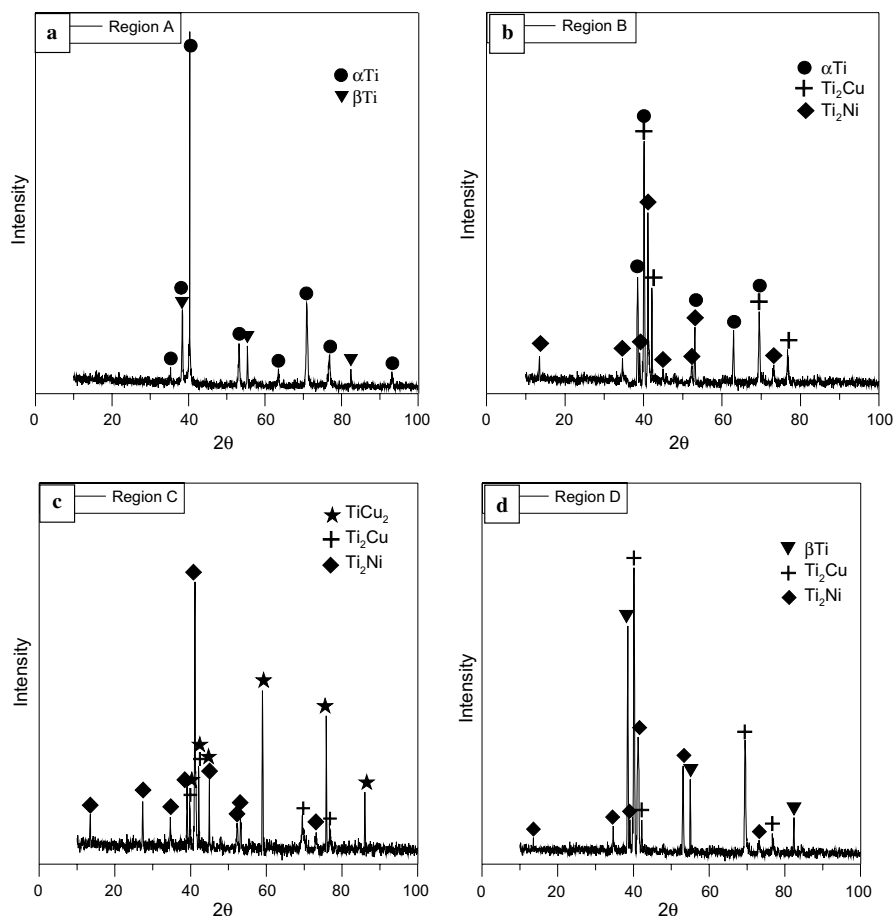 a
Region A
αTi
βTi
Intensity
0 20 40 60 80 100
2θ
b
Region B
αTi
Ti₂Cu
Ti₂Ni
Intensity
0 20 40 60 80 100
2θ
c
Region C
TiCu₂
Ti₂Cu
Ti₂Ni
Intensity
0 20 40 60 80 100
2θ
d
Region D
βTi
Ti₂Cu
Ti₂Ni
Intensity
0 20 40 60 80 100
2θ